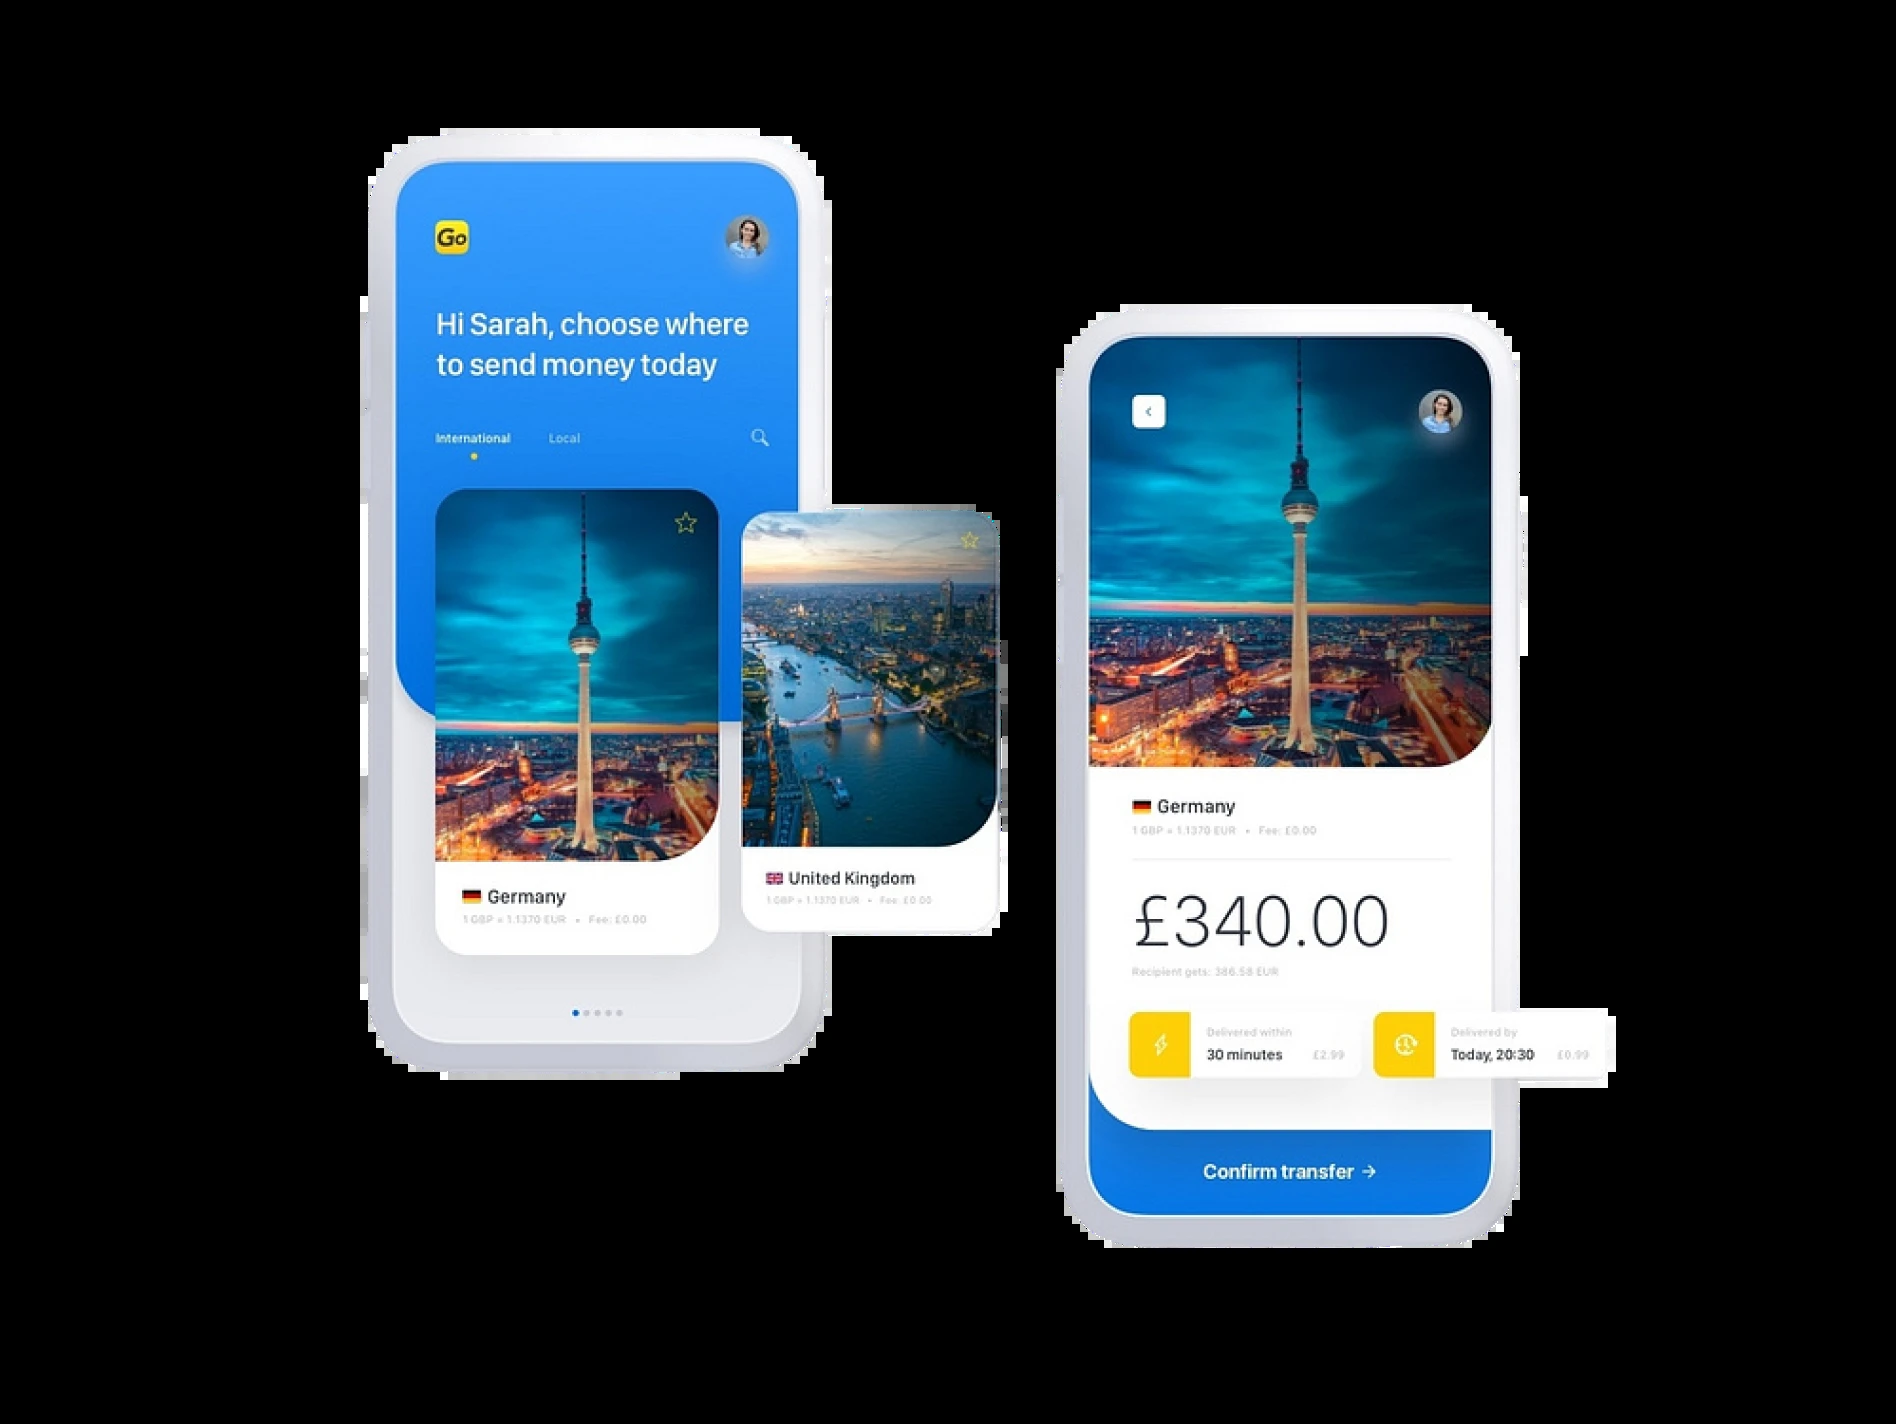 Go
Hi Sarah, choose where
to send money today
International Local
Germany
1 GBP = 1.1370 EUR • Fee: £0.00
United Kingdom
1 GBP = 1.1370 EUR • Fee: £0.00
Germany
1 GBP = 1.1370 EUR • Fee: £0.00
£340.00
Recipient gets: 386.58 EUR
Delivered within
30 minutes £2.99
Delivered by
Today, 20:30 £0.99
Confirm transfer →